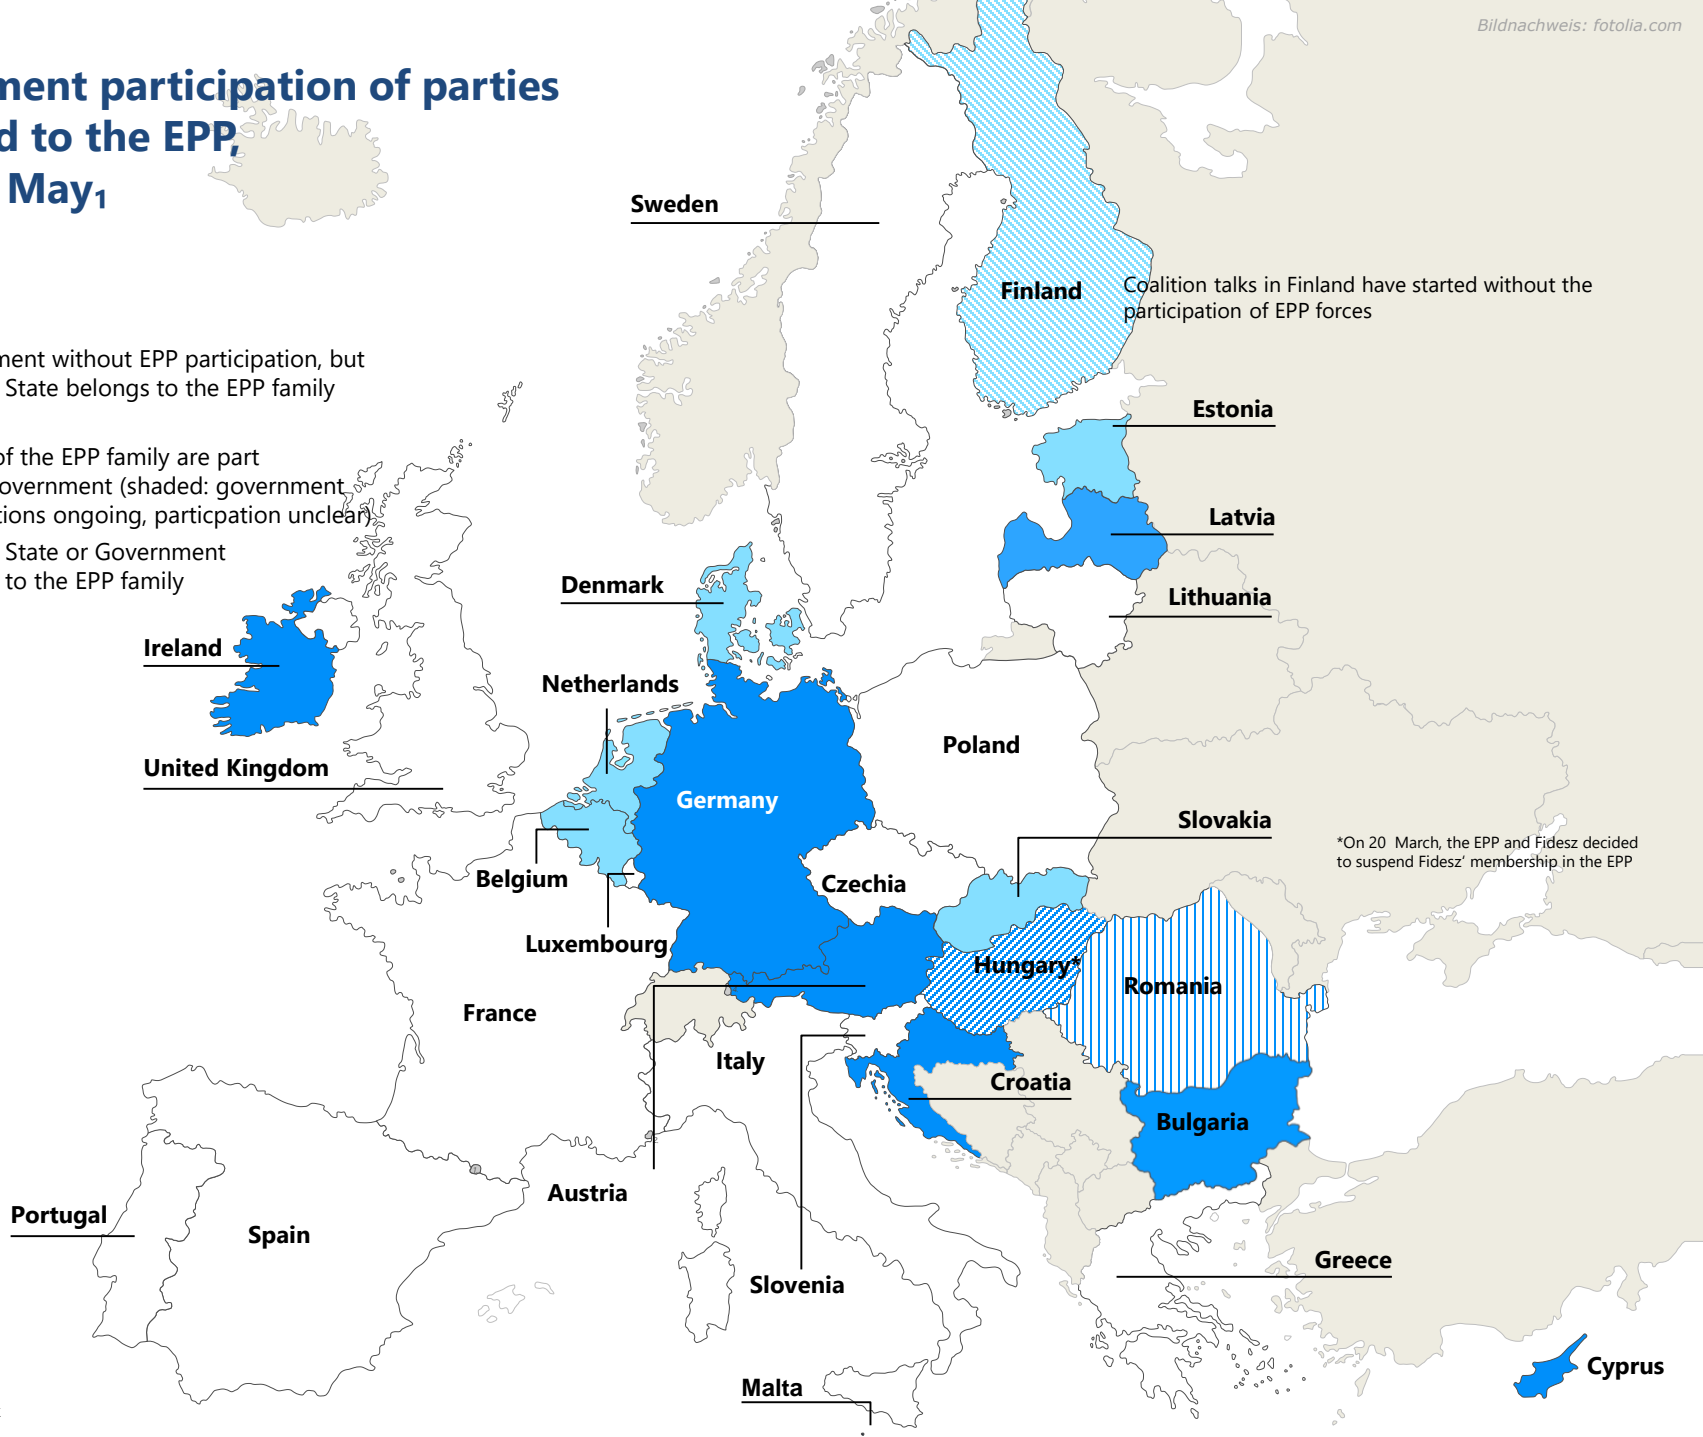 Bildnachweis: fotolia.com
ment participation of parties
d to the EPP,
May₁
Sweden
Finland
Coalition talks in Finland have started without the
participation of EPP forces
ment without EPP participation, but
State belongs to the EPP family
Estonia
of the EPP family are part
overnment (shaded: government
tions ongoing, particpation unclear)
Latvia
State or Government
to the EPP family
Denmark
Lithuania
Ireland
Netherlands
Poland
United Kingdom
Germany
Slovakia
*On 20 March, the EPP and Fidesz decided
to suspend Fidesz‘ membership in the EPP
Belgium
Czechia
Luxembourg
Hungary*
Romania
France
Italy
Croatia
Bulgaria
Austria
Portugal
Spain
Greece
Slovenia
Cyprus
Malta